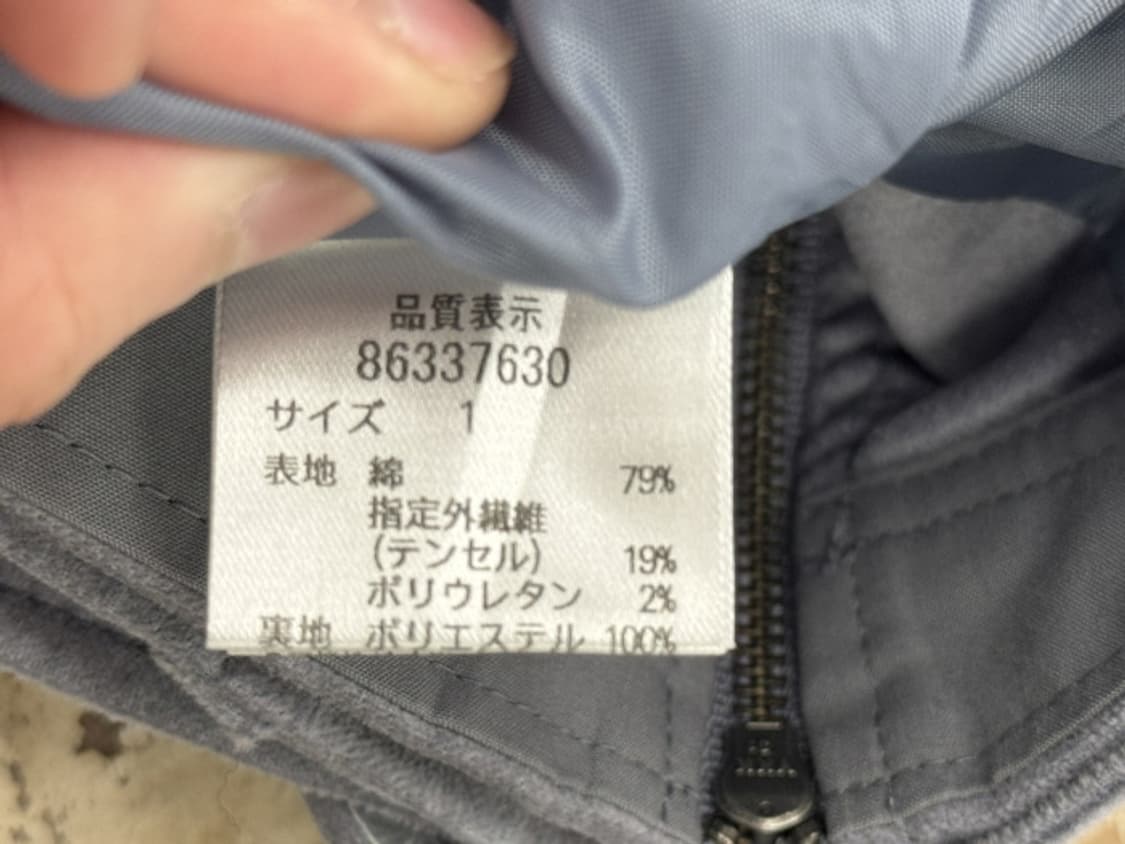 品質表示
86337630
サイズ 1
表地 綿 79%
指定外繊維
(テンセル) 19%
ポリウレタン 2%
裏地 ポリエステル 100%